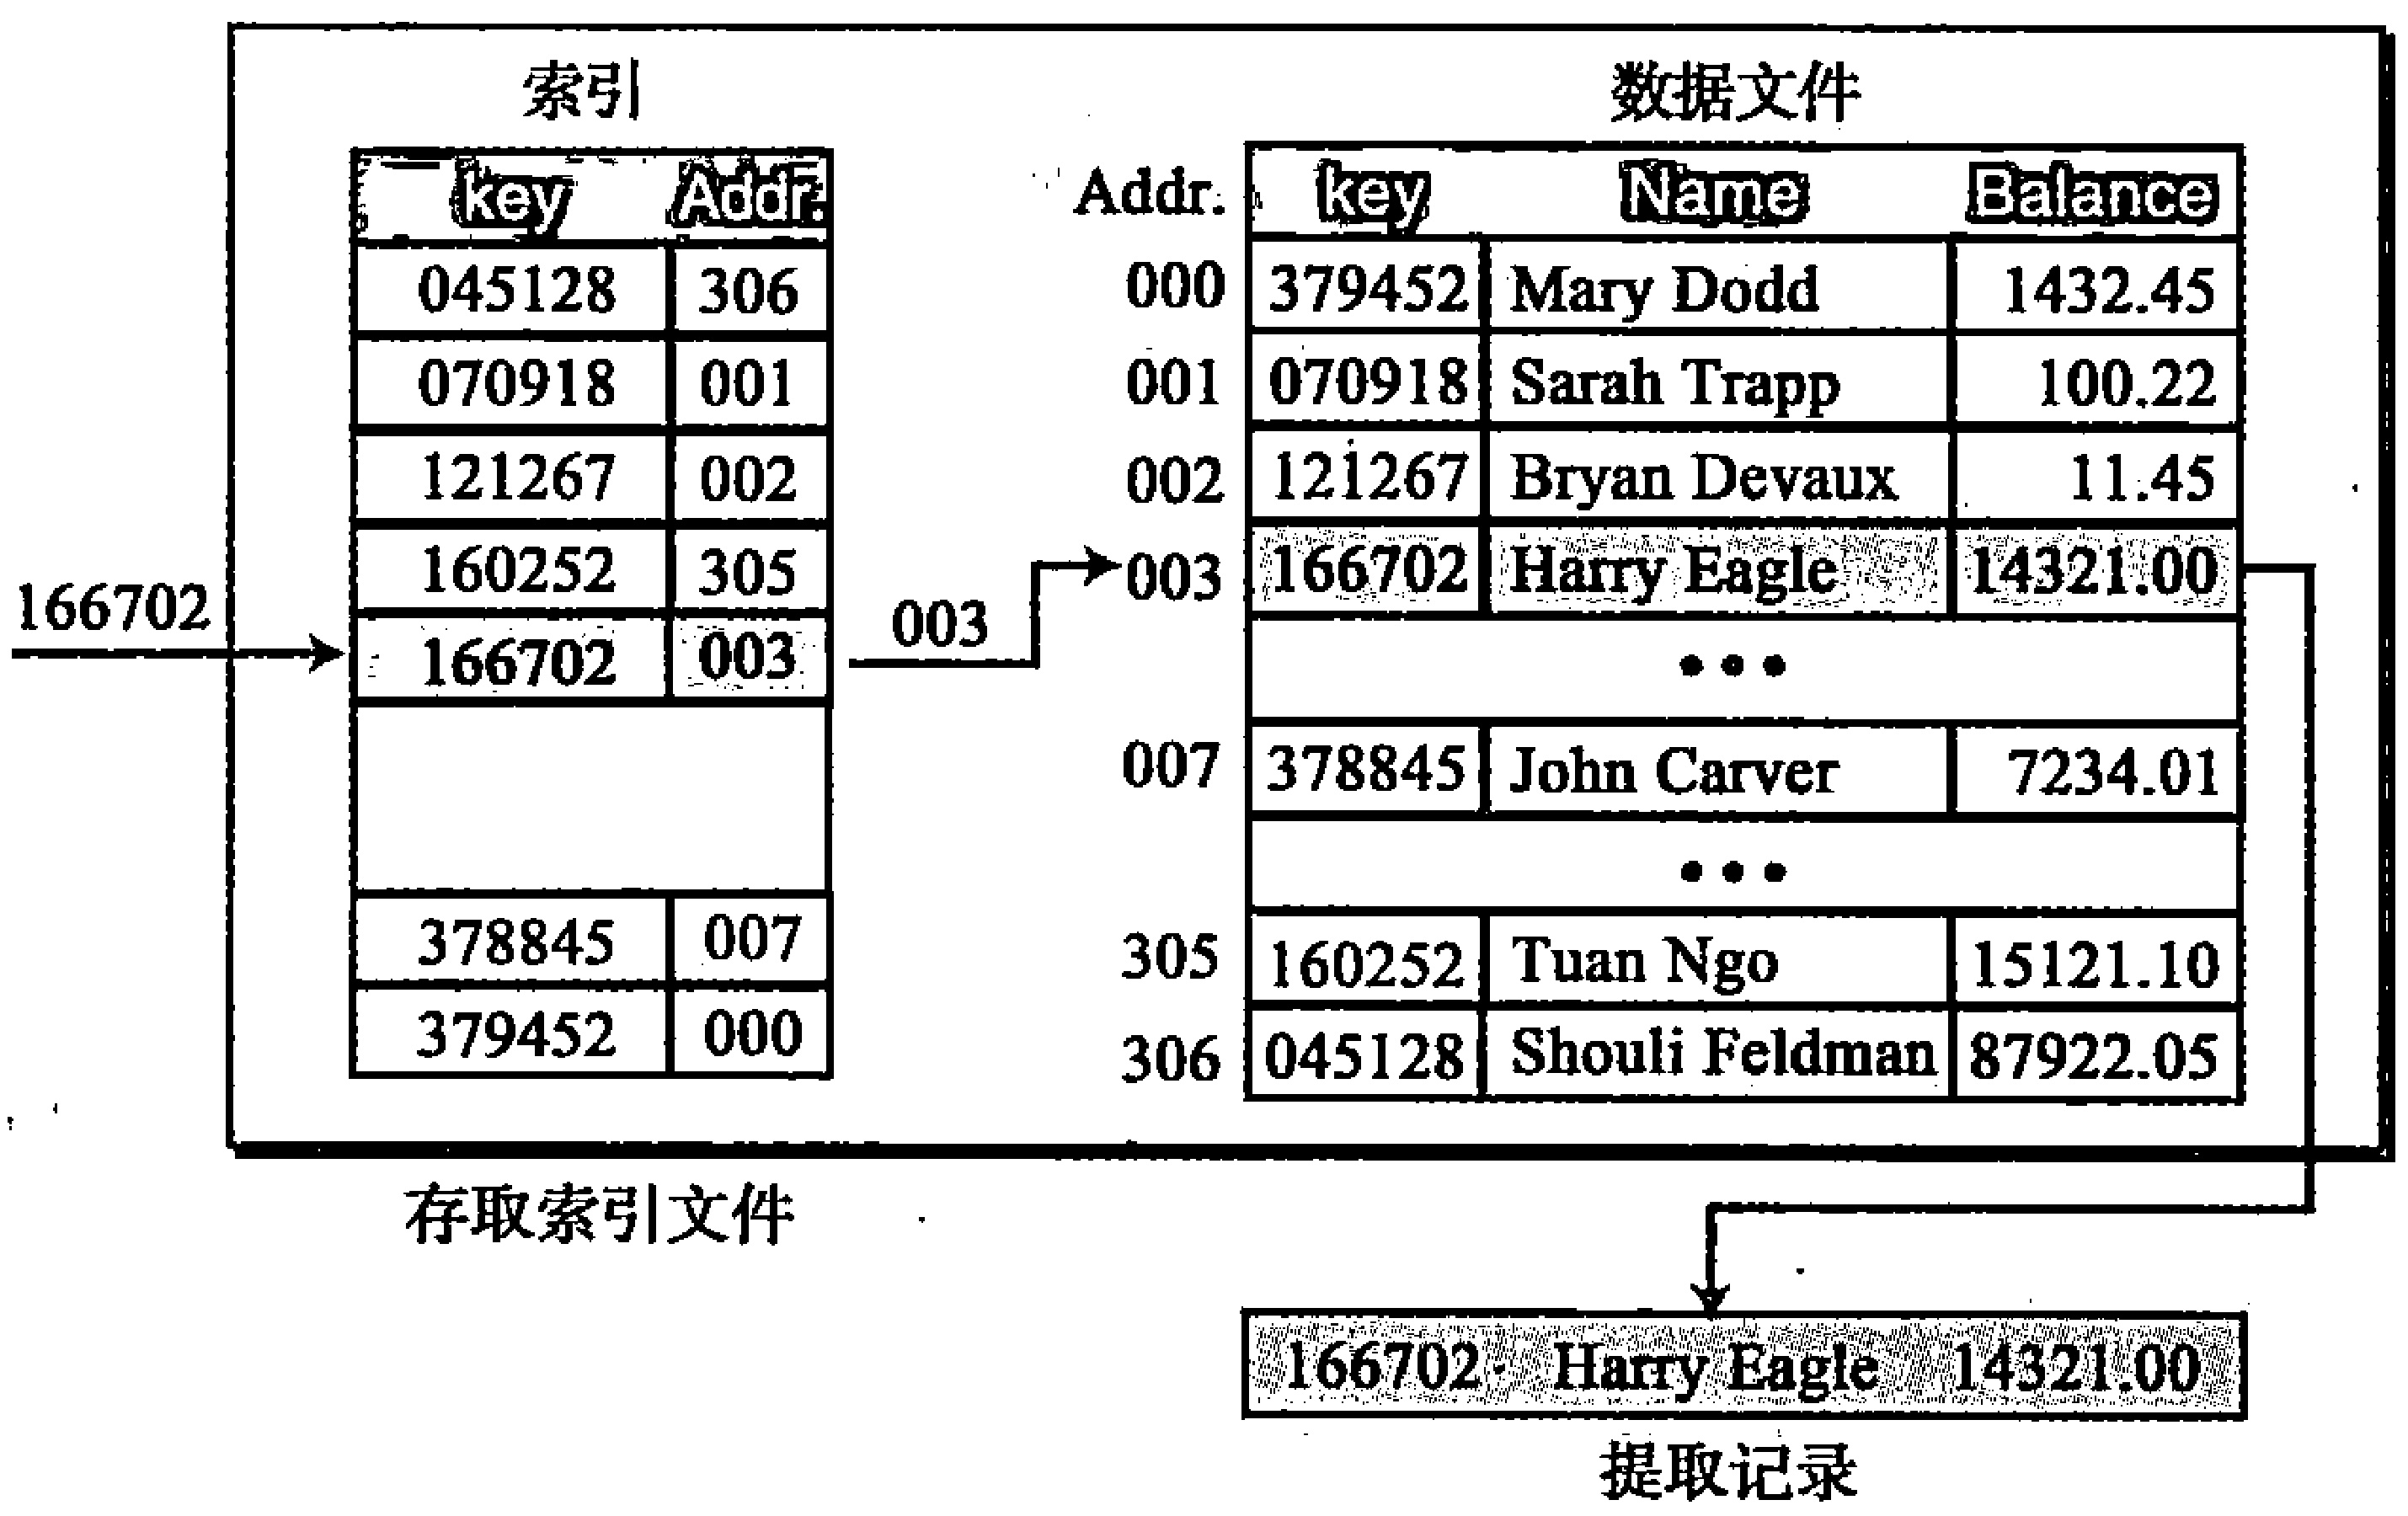 索引
key Addr.
045128 306
070918 001
121267 002
160252 305
166702 003
378845 007
379452 000
166702
003
数据文件
Addr. key Name Balance
000 379452 Mary Dodd 1432.45
001 070918 Sarah Trapp 100.22
002 121267 Bryan Devaux 11.45
003 166702 Harry Eagle 14321.00
• • •
007 378845 John Carver 7234.01
• • •
305 160252 Tuan Ngo 15121.10
306 045128 Shouli Feldman 87922.05
存取索引文件
166702 Harry Eagle 14321.00
提取记录